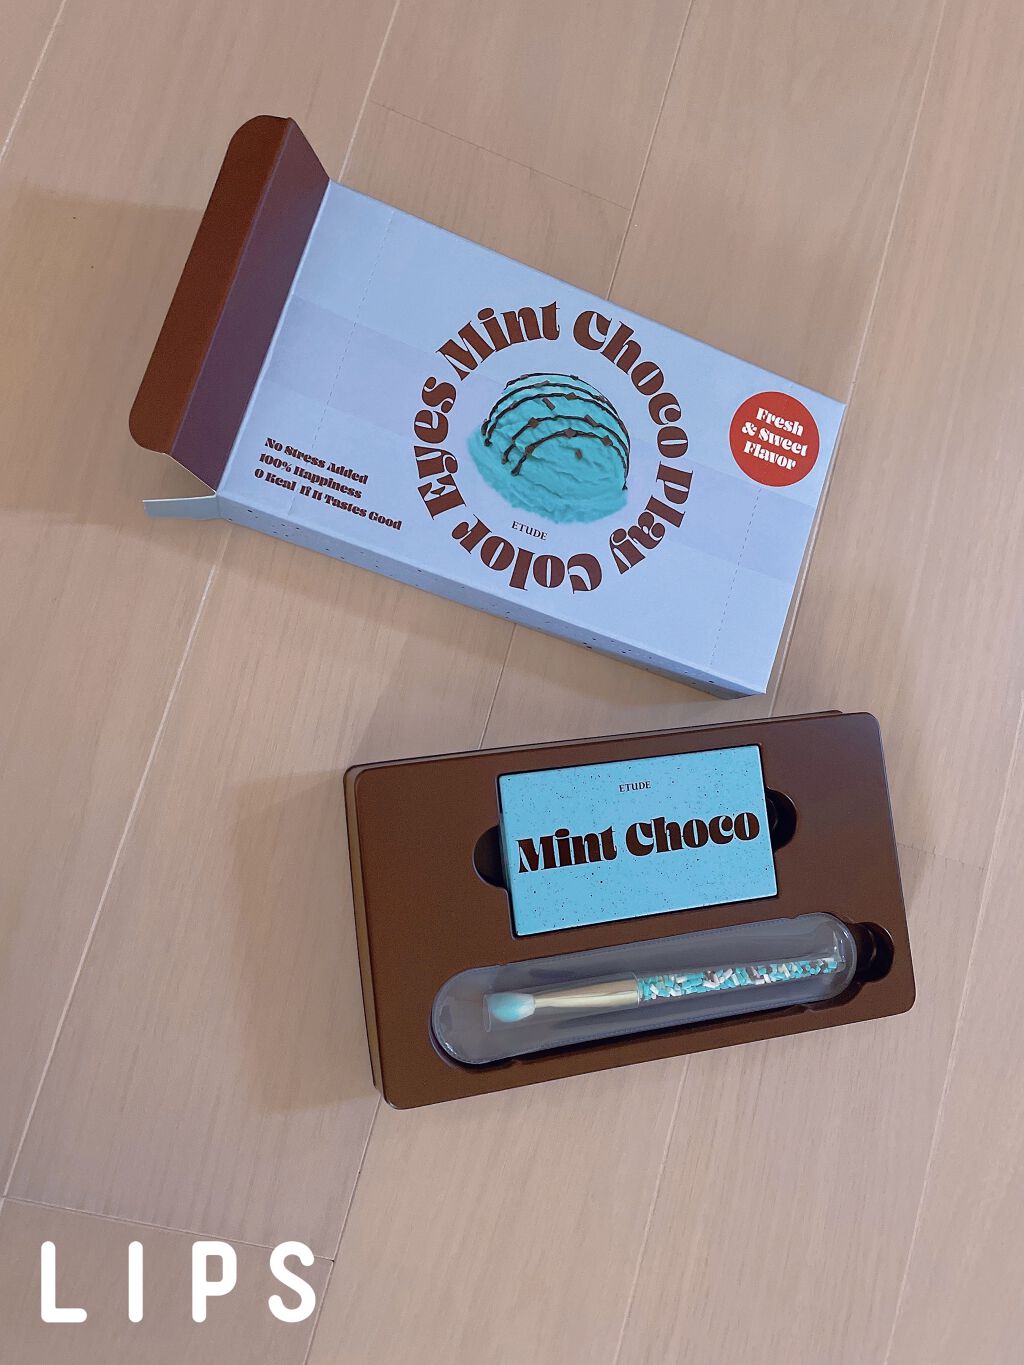 Mint Choco Play Color Eyes
Fresh
& Sweet
Flavor
No Stress Added
100% Happiness
0 Kcal If It Tastes Good
ETUDE
ETUDE
Mint Choco
LIPS